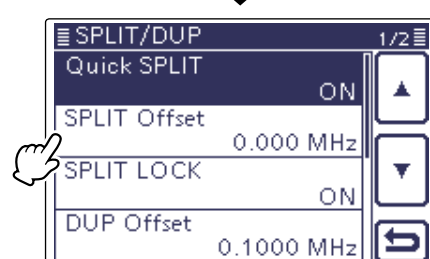 SPLIT/DUP 1/2
Quick SPLIT
ON
SPLIT Offset
0.000 MHz
SPLIT LOCK
ON
DUP Offset
0.1000 MHz